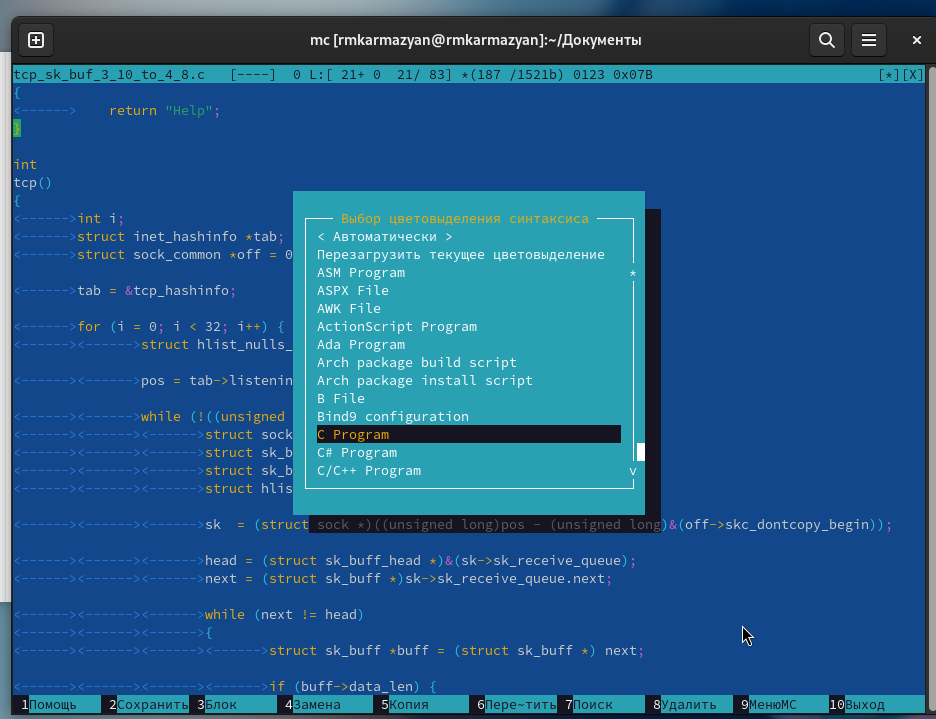 mc [rmkarmazyan@rmkarmazyan]:~/Документы
tcp_sk_buf_3_10_to_4_8.c   [----]  0 L:[ 21+ 0  21/ 83] *(187 /1521b) 0123 0x07B   [*][X]
{
<------>    return "Help";
}
int
tcp()
{
<------>int i;
<------>struct inet_hashinfo *tab;
<------>struct sock_common *off = 0
<------>tab = &tcp_hashinfo;
<------>for (i = 0; i < 32; i++) {
<------><------>struct hlist_nulls_
<------><------>pos = tab->listenin
<------><------>while (!((unsigned
<------><------><------>struct sock
<------><------><------>struct sk_b
<------><------><------>struct sk_b
<------><------><------>struct hlis
<------><------><------>sk  = (struct sock *)((unsigned long)pos - (unsigned long)&(off->skc_dontcopy_begin));
<------><------><------>head = (struct sk_buff_head *)&(sk->sk_receive_queue);
<------><------><------>next = (struct sk_buff *)sk->sk_receive_queue.next;
<------><------><------>while (next != head)
<------><------><------>{
<------><------><------><------>struct sk_buff *buff = (struct sk_buff *) next;
<------><------><------><------>if (buff->data_len) {
Выбор цветовыделения синтаксиса
< Автоматически >
Перезагрузить текущее цветовыделение
ASM Program
ASPX File
AWK File
ActionScript Program
Ada Program
Arch package build script
Arch package install script
B File
Bind9 configuration
C Program
C# Program
C/C++ Program
1Помощь 2Сохранить 3Блок 4Замена 5Копия 6Пере~тить 7Поиск 8Удалить 9МенюMC 10Выход